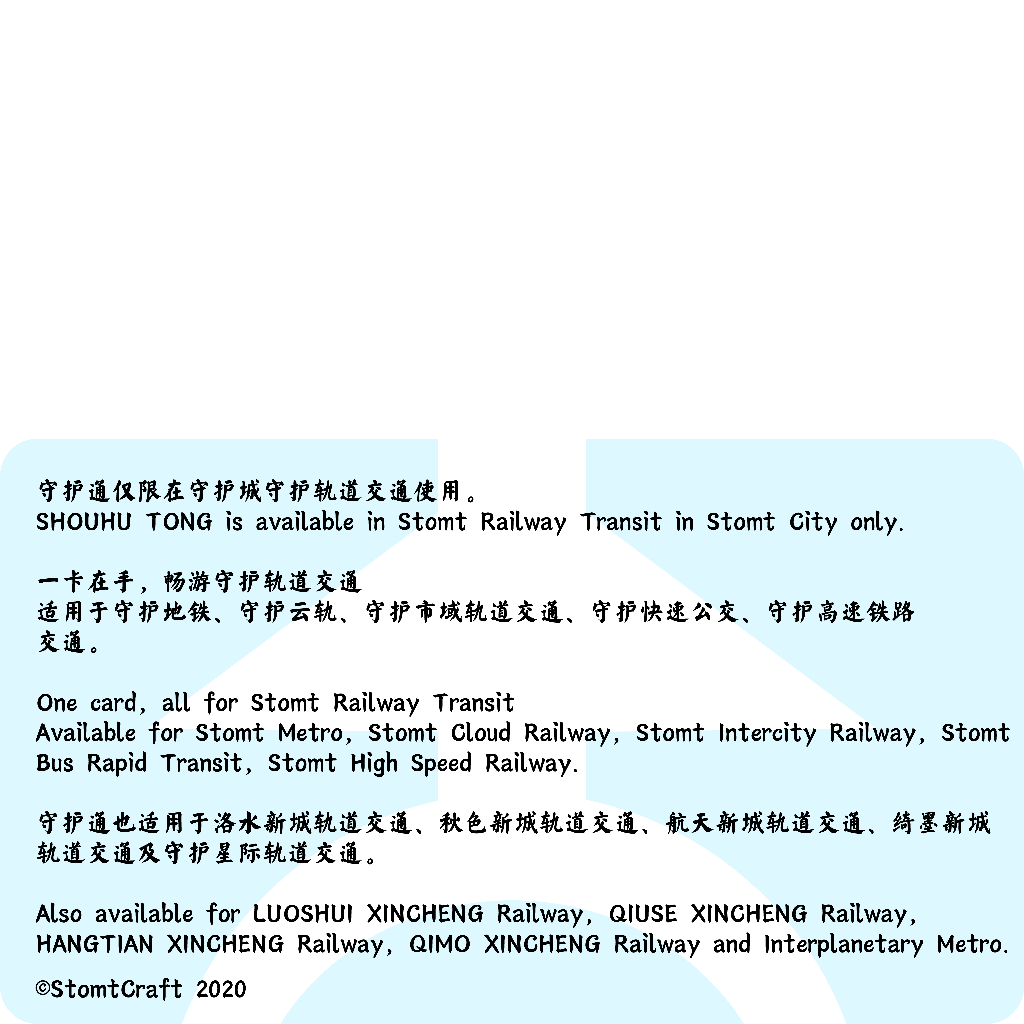 守护通仅限在守护城守护轨道交通使用。
SHOUHU TONG is available in Stomt Railway Transit in Stomt City only.
一卡在手，畅游守护轨道交通
适用于守护地铁、守护云轨、守护市域轨道交通、守护快速公交、守护高速铁路
交通。
One card, all for Stomt Railway Transit
Available for Stomt Metro, Stomt Cloud Railway, Stomt Intercity Railway, Stomt
Bus Rapid Transit, Stomt High Speed Railway.
守护通也适用于洛水新城轨道交通、秋色新城轨道交通、航天新城轨道交通、绮墨新城
轨道交通及守护星际轨道交通。
Also available for LUOSHUI XINCHENG Railway, QIUSE XINCHENG Railway,
HANGTIAN XINCHENG Railway, QIMO XINCHENG Railway and Interplanetary Metro.
©StomtCraft 2020